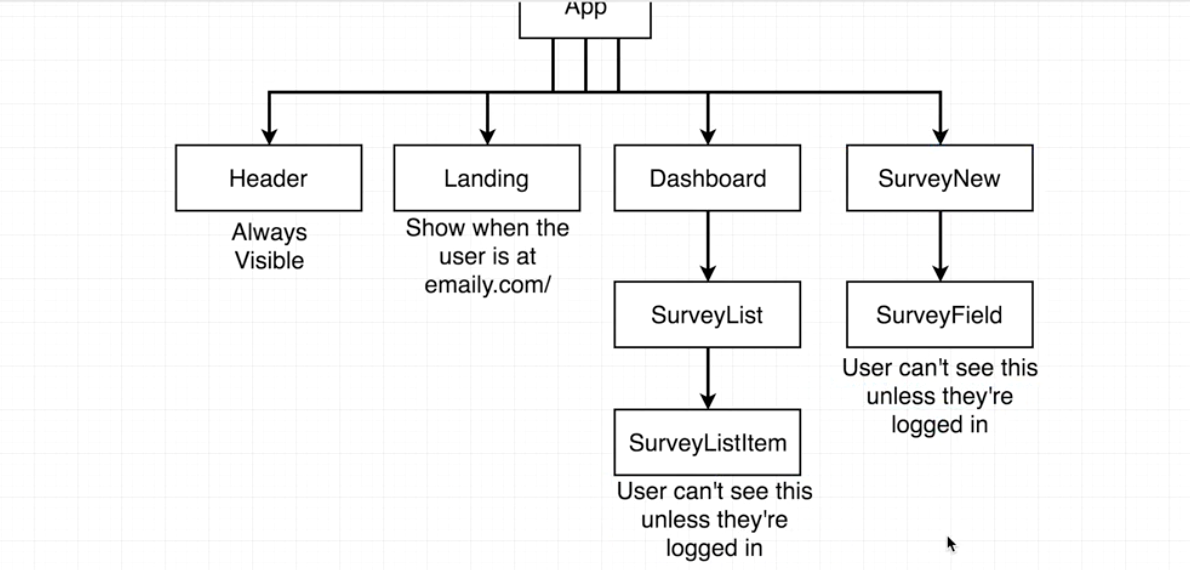 App
Header
Landing
Dashboard
SurveyNew
Always
Visible
Show when the
user is at
emaily.com/
SurveyList
SurveyField
User can't see this
unless they're
logged in
SurveyListItem
User can't see this
unless they're
logged in